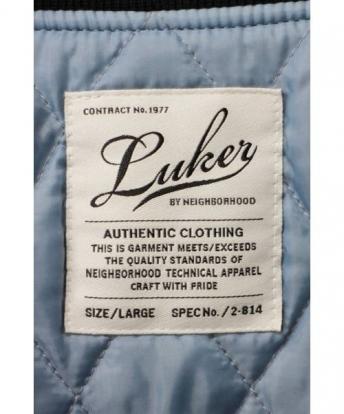 CONTRACT No.1977
Luker
BY NEIGHBORHOOD
AUTHENTIC CLOTHING
THIS IS GARMENT MEETS/EXCEEDS
THE QUALITY STANDARDS OF
NEIGHBORHOOD TECHNICAL APPAREL
CRAFT WITH PRIDE
SIZE/LARGE SPEC No./2-814